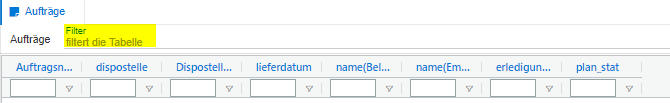 Aufträge
Aufträge
Filter
filtert die Tabelle
Auftragsn... dispostelle Dispostell... lieferdatum name(Bel... name(Em... erledigun... plan_stat